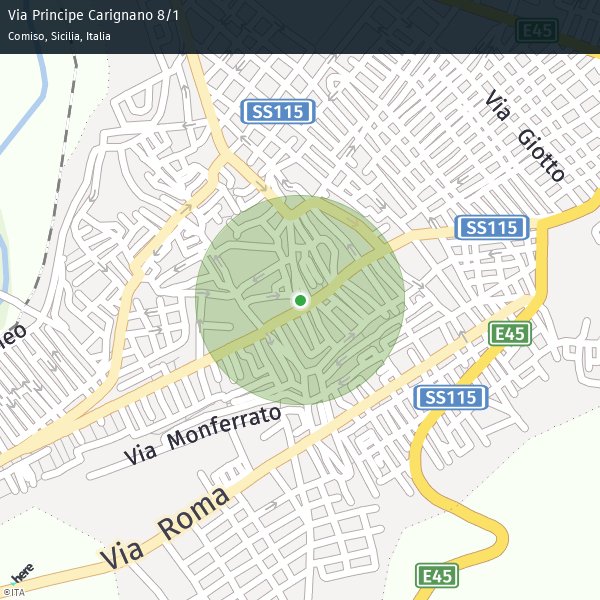 Via Principe Carignano 8/1
Comiso, Sicilia, Italia
E45
SS115
Via Giotto
SS115
E45
SS115
Via Monferrato
Via Roma
E45
here
©ITA